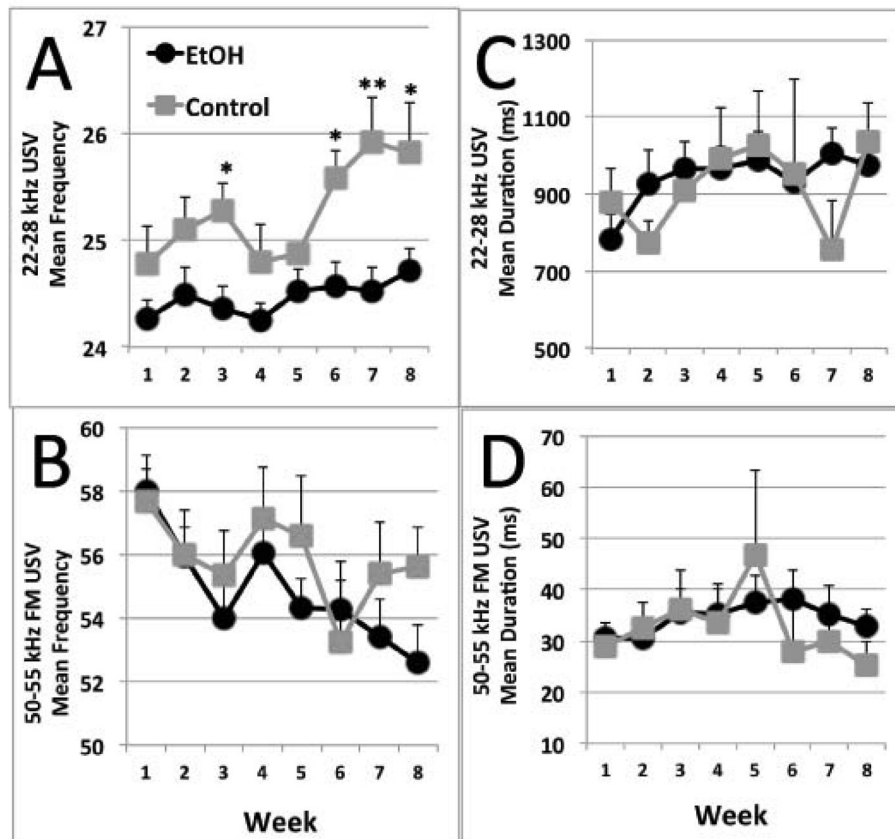 A
EtOH
Control
22-28 kHz USV
Mean Frequency
27
26
25
24
*
*
**
*
1 2 3 4 5 6 7 8
C
22-28 kHz USV
Mean Duration (ms)
1300
1100
900
700
500
1 2 3 4 5 6 7 8
B
50-55 kHz FM USV
Mean Frequency
60
58
56
54
52
50
1 2 3 4 5 6 7 8
Week
D
50-55 kHz FM USV
Mean Duration (ms)
70
60
50
40
30
20
10
1 2 3 4 5 6 7 8
Week